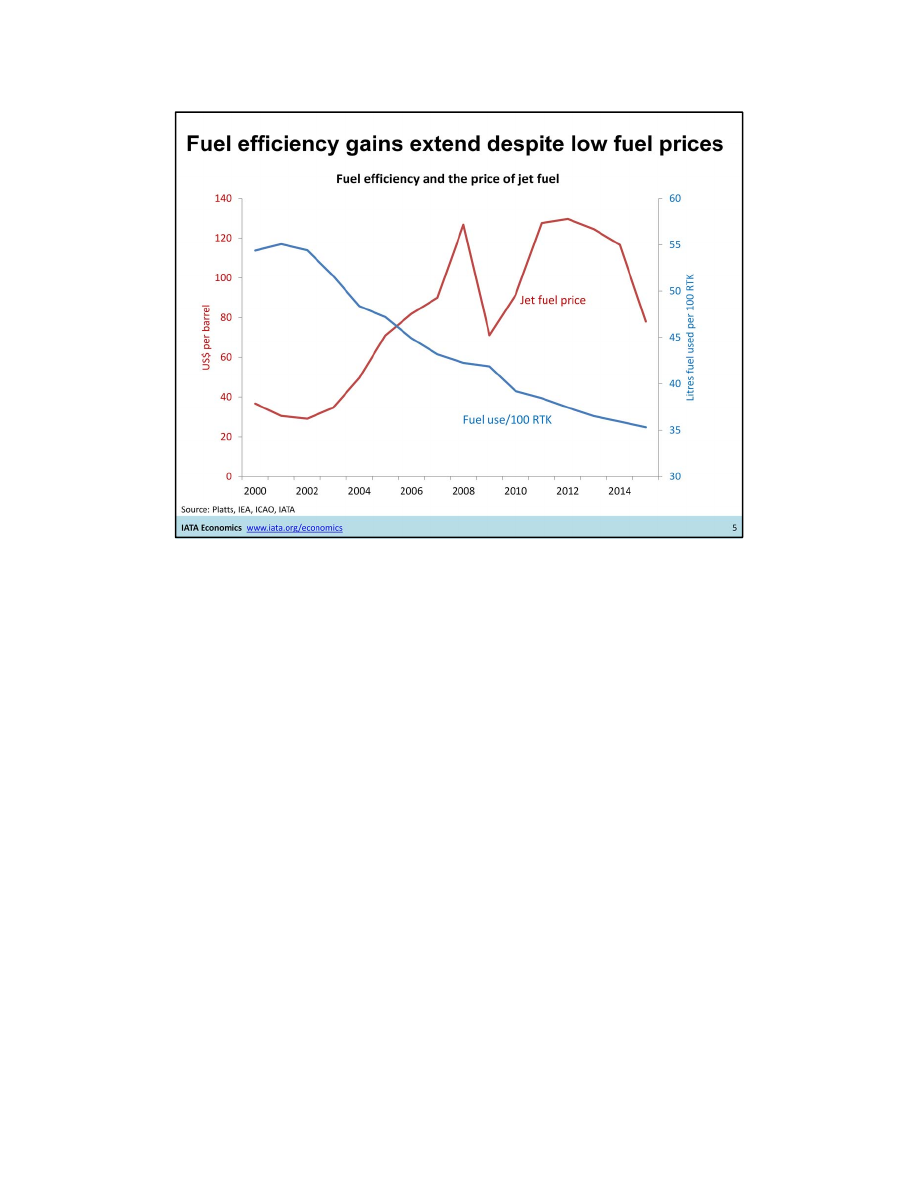 Fuel efficiency gains extend despite low fuel prices
Fuel efficiency and the price of jet fuel
140
120
100
80
60
40
20
0
US$ per barrel
60
55
50
45
40
35
30
Litres fuel used per 100 RTK
Jet fuel price
Fuel use/100 RTK
2000 2002 2004 2006 2008 2010 2012 2014
Source: Platts, IEA, ICAO, IATA
IATA Economics www.iata.org/economics 5